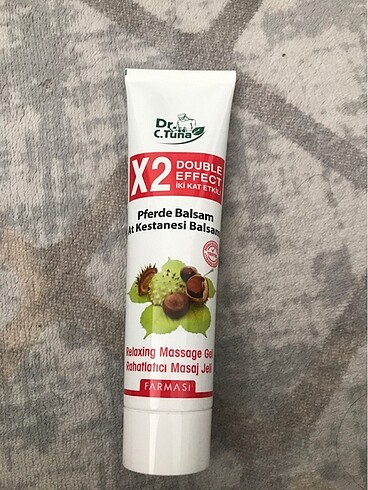 Dr.
C.Tuna
X2 DOUBLE
EFFECT
İKİ KAT ETKİLİ
Pferde Balsam
At Kestanesi Balsam
Relaxing Massage Gel
Rahatlatıcı Masaj Jeli
FARMASi